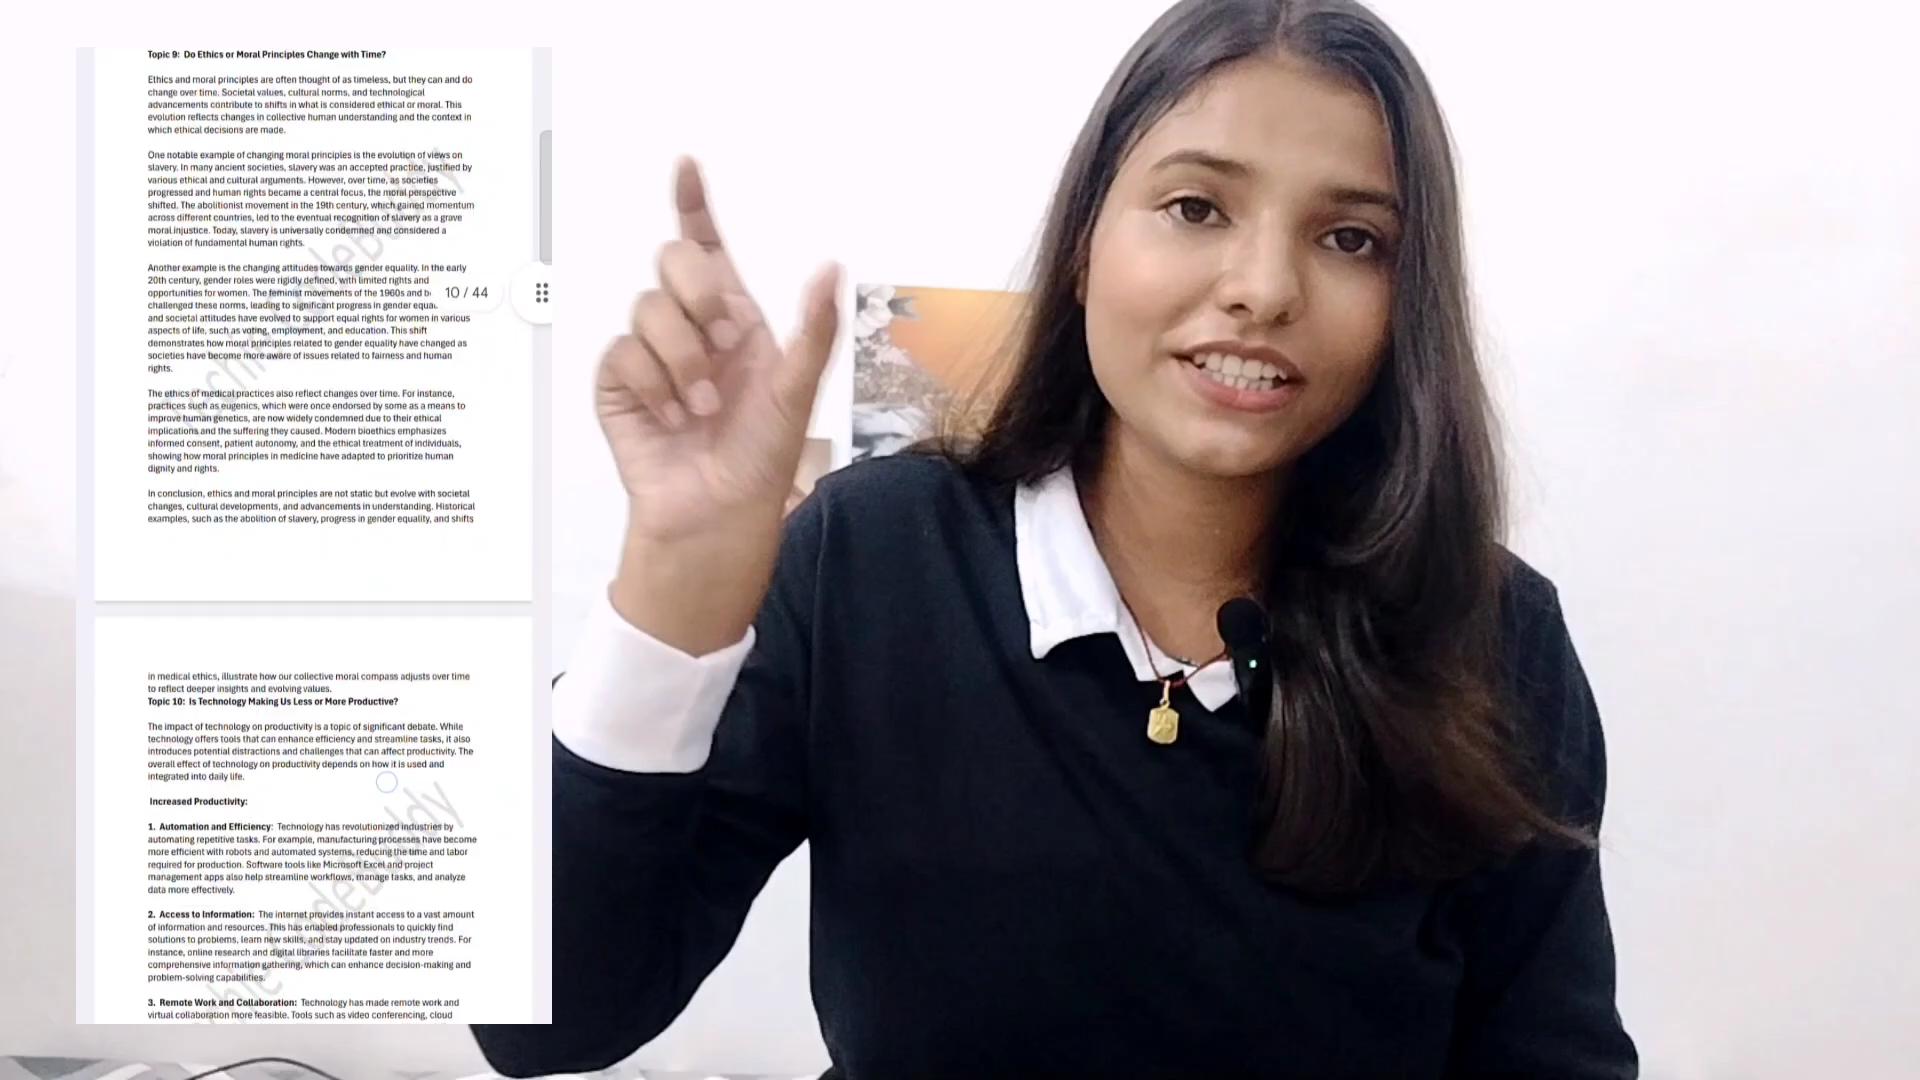 Topic 9: Do Ethics or Moral Principles Change with Time?
Ethics and moral principles are often thought of as timeless, but they can and do
change over time. Societal values, cultural norms, and technological
advancements contribute to shifts in what is considered ethical or moral. This
evolution reflects changes in collective human understanding and the context in
which ethical decisions are made.
One notable example of changing moral principles is the evolution of views on
slavery. In many ancient societies, slavery was an accepted practice, justified by
various ethical and cultural arguments. However, over time, as societies
progressed and human rights became a central focus, the moral perspective
shifted. The abolitionist movement in the 19th century, which gained momentum
across different countries, led to the eventual recognition of slavery as a grave
moral injustice. Today, slavery is universally condemned and considered a
violation of fundamental human rights.
Another example is the changing attitudes towards gender equality. In the early
20th century, gender roles were rigidly defined, with limited rights and
opportunities for women. The feminist movements of the 1960s and
10 / 44
challenged these norms, leading to significant progress in gender
and societal attitudes have evolved to support equal rights for women in various
aspects of life, such as voting, employment, and education. This shift
demonstrates how moral principles related to gender equality have changed as
societies have become more aware of issues related to fairness and human
rights.
The ethics of medical practices also reflect changes over time. For instance,
practices such as eugenics, which were once endorsed by some as a means to
improve human genetics, are now widely condemned due to their ethical
implications and the suffering they caused. Modern bioethics emphasizes
informed consent, patient autonomy, and the ethical treatment of individuals,
showing how moral principles in medicine have adapted to prioritize human
dignity and rights.
In conclusion, ethics and moral principles are not static but evolve with societal
changes, cultural developments, and advancements in understanding. Historical
examples, such as the abolition of slavery, progress in gender equality, and shifts
in medical ethics, illustrate how our collective moral compass adjusts over time
to reflect deeper insights and evolving values.
Topic 10: Is Technology Making Us Less or More Productive?
The impact of technology on productivity is a topic of significant debate. While
technology offers tools that can enhance efficiency and streamline tasks, it also
introduces potential distractions and challenges that can affect productivity. The
overall effect of technology on productivity depends on how it is used and
integrated into daily life.
Increased Productivity:
1. Automation and Efficiency: Technology has revolutionized industries by
automating repetitive tasks. For example, manufacturing processes have become
more efficient with robots and automated systems, reducing the time and labor
required for production. Software tools like Microsoft Excel and project
management apps also help streamline workflows, manage tasks, and analyze
data more effectively.
2. Access to Information: The internet provides instant access to a vast amount
of information and resources. This has enabled professionals to quickly find
solutions to problems, learn new skills, and stay updated on industry trends. For
instance, online research and digital libraries facilitate faster and more
comprehensive information gathering, which can enhance decision-making and
problem-solving capabilities.
3. Remote Work and Collaboration: Technology has made remote work and
virtual collaboration more feasible. Tools such as video conferencing, cloud